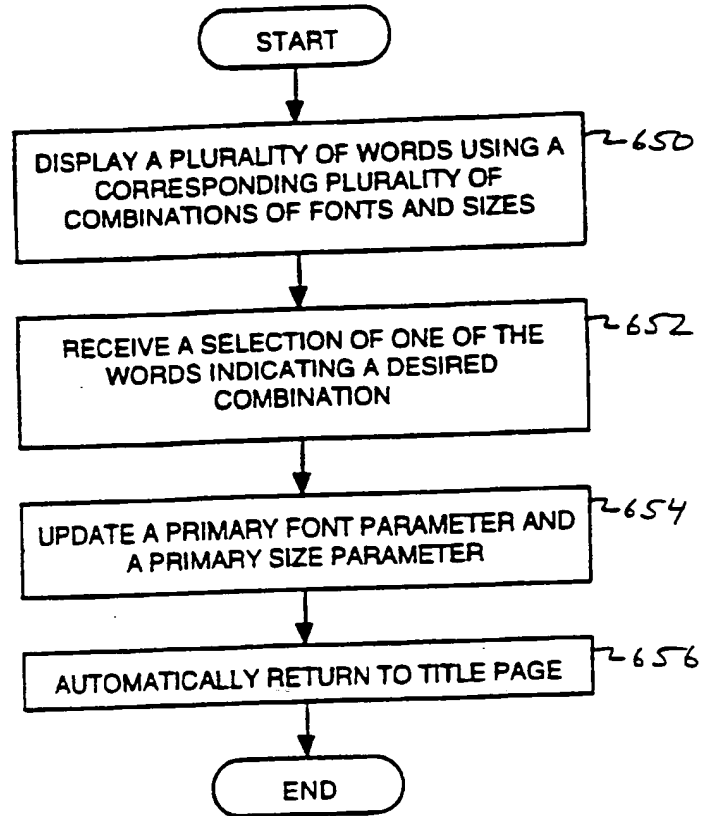 START
DISPLAY A PLURALITY OF WORDS USING A
CORRESPONDING PLURALITY OF
COMBINATIONS OF FONTS AND SIZES
650
RECEIVE A SELECTION OF ONE OF THE
WORDS INDICATING A DESIRED
COMBINATION
652
UPDATE A PRIMARY FONT PARAMETER AND
A PRIMARY SIZE PARAMETER
654
AUTOMATICALLY RETURN TO TITLE PAGE
656
END